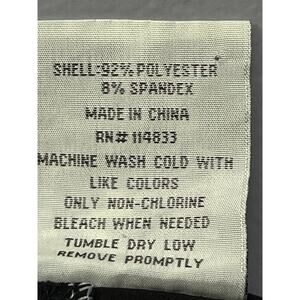 SHELL:92% POLYESTER
8% SPANDEX
MADE IN CHINA
RN# 114833
MACHINE WASH COLD WITH
LIKE COLORS
ONLY NON-CHLORINE
BLEACH WHEN NEEDED
TUMBLE DRY LOW
REMOVE PROMPTLY